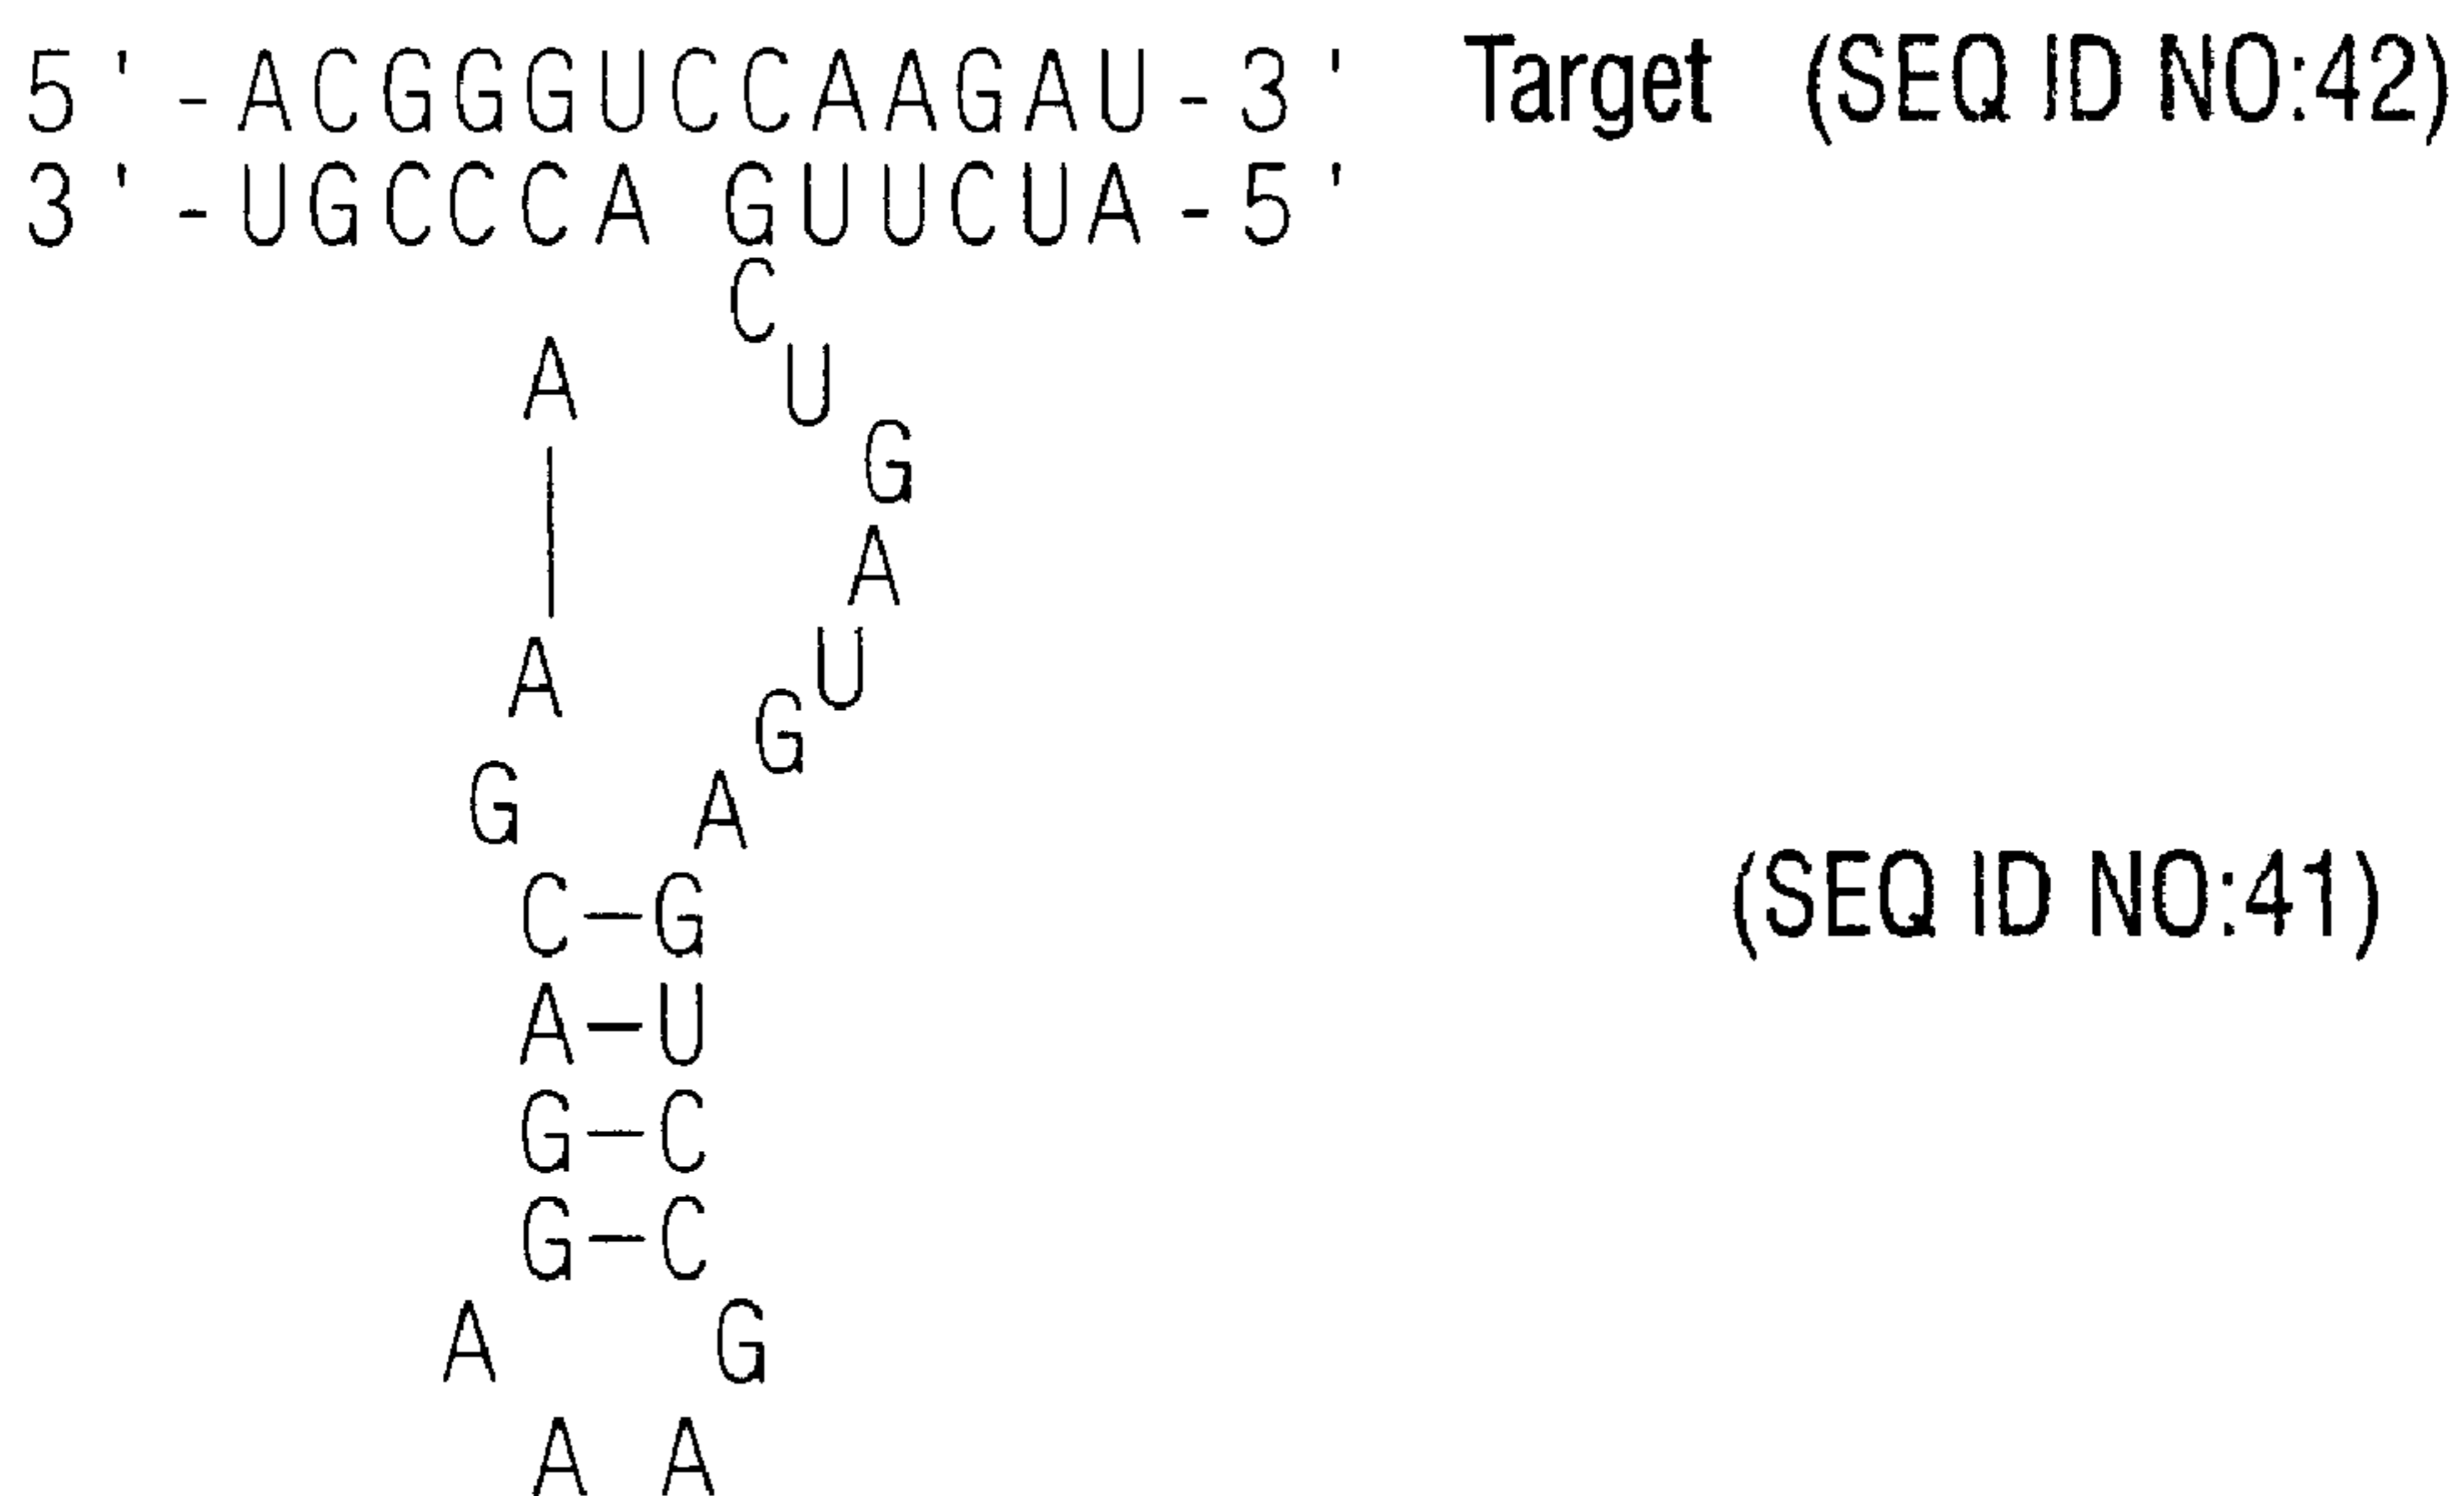 5'-ACGGGUCCAAGAU-3' Target (SEQ ID NO:42)
3'-UGCCCA GUUCUA-5'
C
A U
G
A
A U
G
G A
C-G (SEQ ID NO:41)
A-U
G-C
G-C
A G
A A